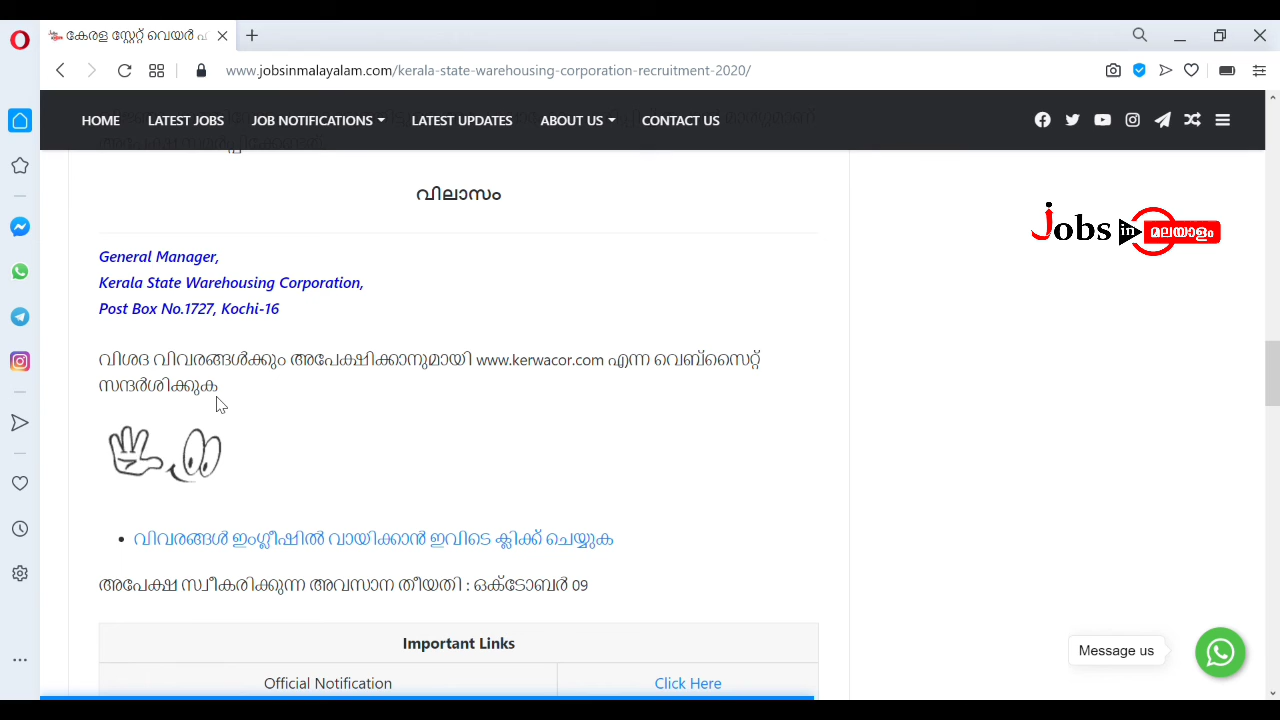 കേരള സ്റ്റേറ്റ് വെയർ
www.jobsinmalayalam.com/kerala-state-warehousing-corporation-recruitment-2020/
HOME LATEST JOBS JOB NOTIFICATIONS LATEST UPDATES ABOUT US CONTACT US
വിലാസം
Jobs in മലയാളം
General Manager,
Kerala State Warehousing Corporation,
Post Box No.1727, Kochi-16
വിശദ വിവരങ്ങൾക്കും അപേക്ഷിക്കാനുമായി www.kerwacor.com എന്ന വെബ്സൈറ്റ്
സന്ദർശിക്കുക
വിവരങ്ങൾ ഇംഗ്ലീഷിൽ വായിക്കാൻ ഇവിടെ ക്ലിക്ക് ചെയ്യുക
അപേക്ഷ സ്വീകരിക്കുന്ന അവസാന തീയതി : ഒക്ടോബർ 09
Important Links
Message us
Official Notification Click Here